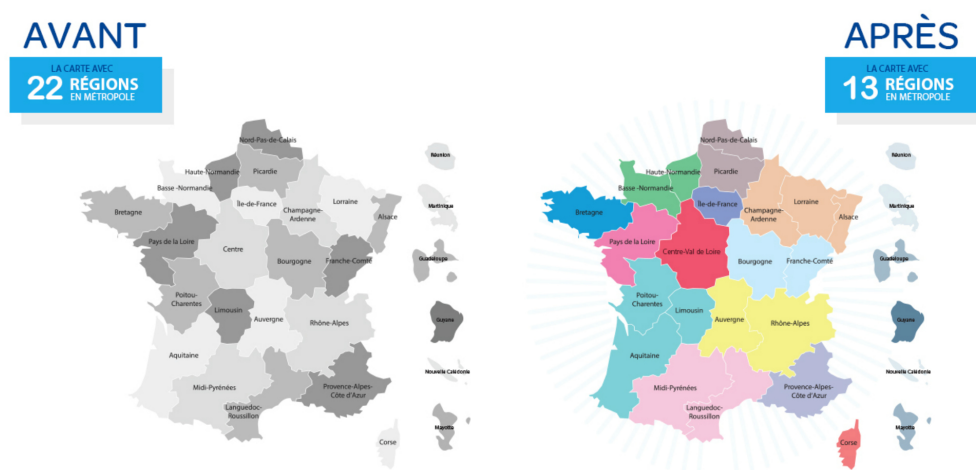 AVANT
LA CARTE AVEC
22 RÉGIONS
EN MÉTROPOLE
Nord-Pas-de-Calais
Haute-Normandie
Picardie
Basse -Normandie
Île-de-France
Champagne-
Ardenne
Lorraine
Alsace
Bretagne
Pays de la Loire
Centre
Bourgogne
Franche-Comté
Poitou-
Charentes
Limousin
Auvergne
Rhône-Alpes
Aquitaine
Midi-Pyrénées
Languedoc-
Roussillon
Provence-Alpes-
Côte d'Azur
Corse
Réunion
Martinique
Guadeloupe
Guyane
Nouvelle Calédonie
Mayotte
APRÈS
LA CARTE AVEC
13 RÉGIONS
EN MÉTROPOLE
Nord-Pas-de-Calais
Haute-Normandie
Picardie
Basse -Normandie
Île-de-France
Champagne-
Ardenne
Lorraine
Alsace
Bretagne
Pays de la Loire
Centre-Val de Loire
Bourgogne
Franche-Comté
Poitou-
Charentes
Limousin
Auvergne
Rhône-Alpes
Aquitaine
Midi-Pyrénées
Languedoc-
Roussillon
Provence-Alpes-
Côte d'Azur
Corse
Réunion
Martinique
Guadeloupe
Guyane
Nouvelle Calédonie
Mayotte